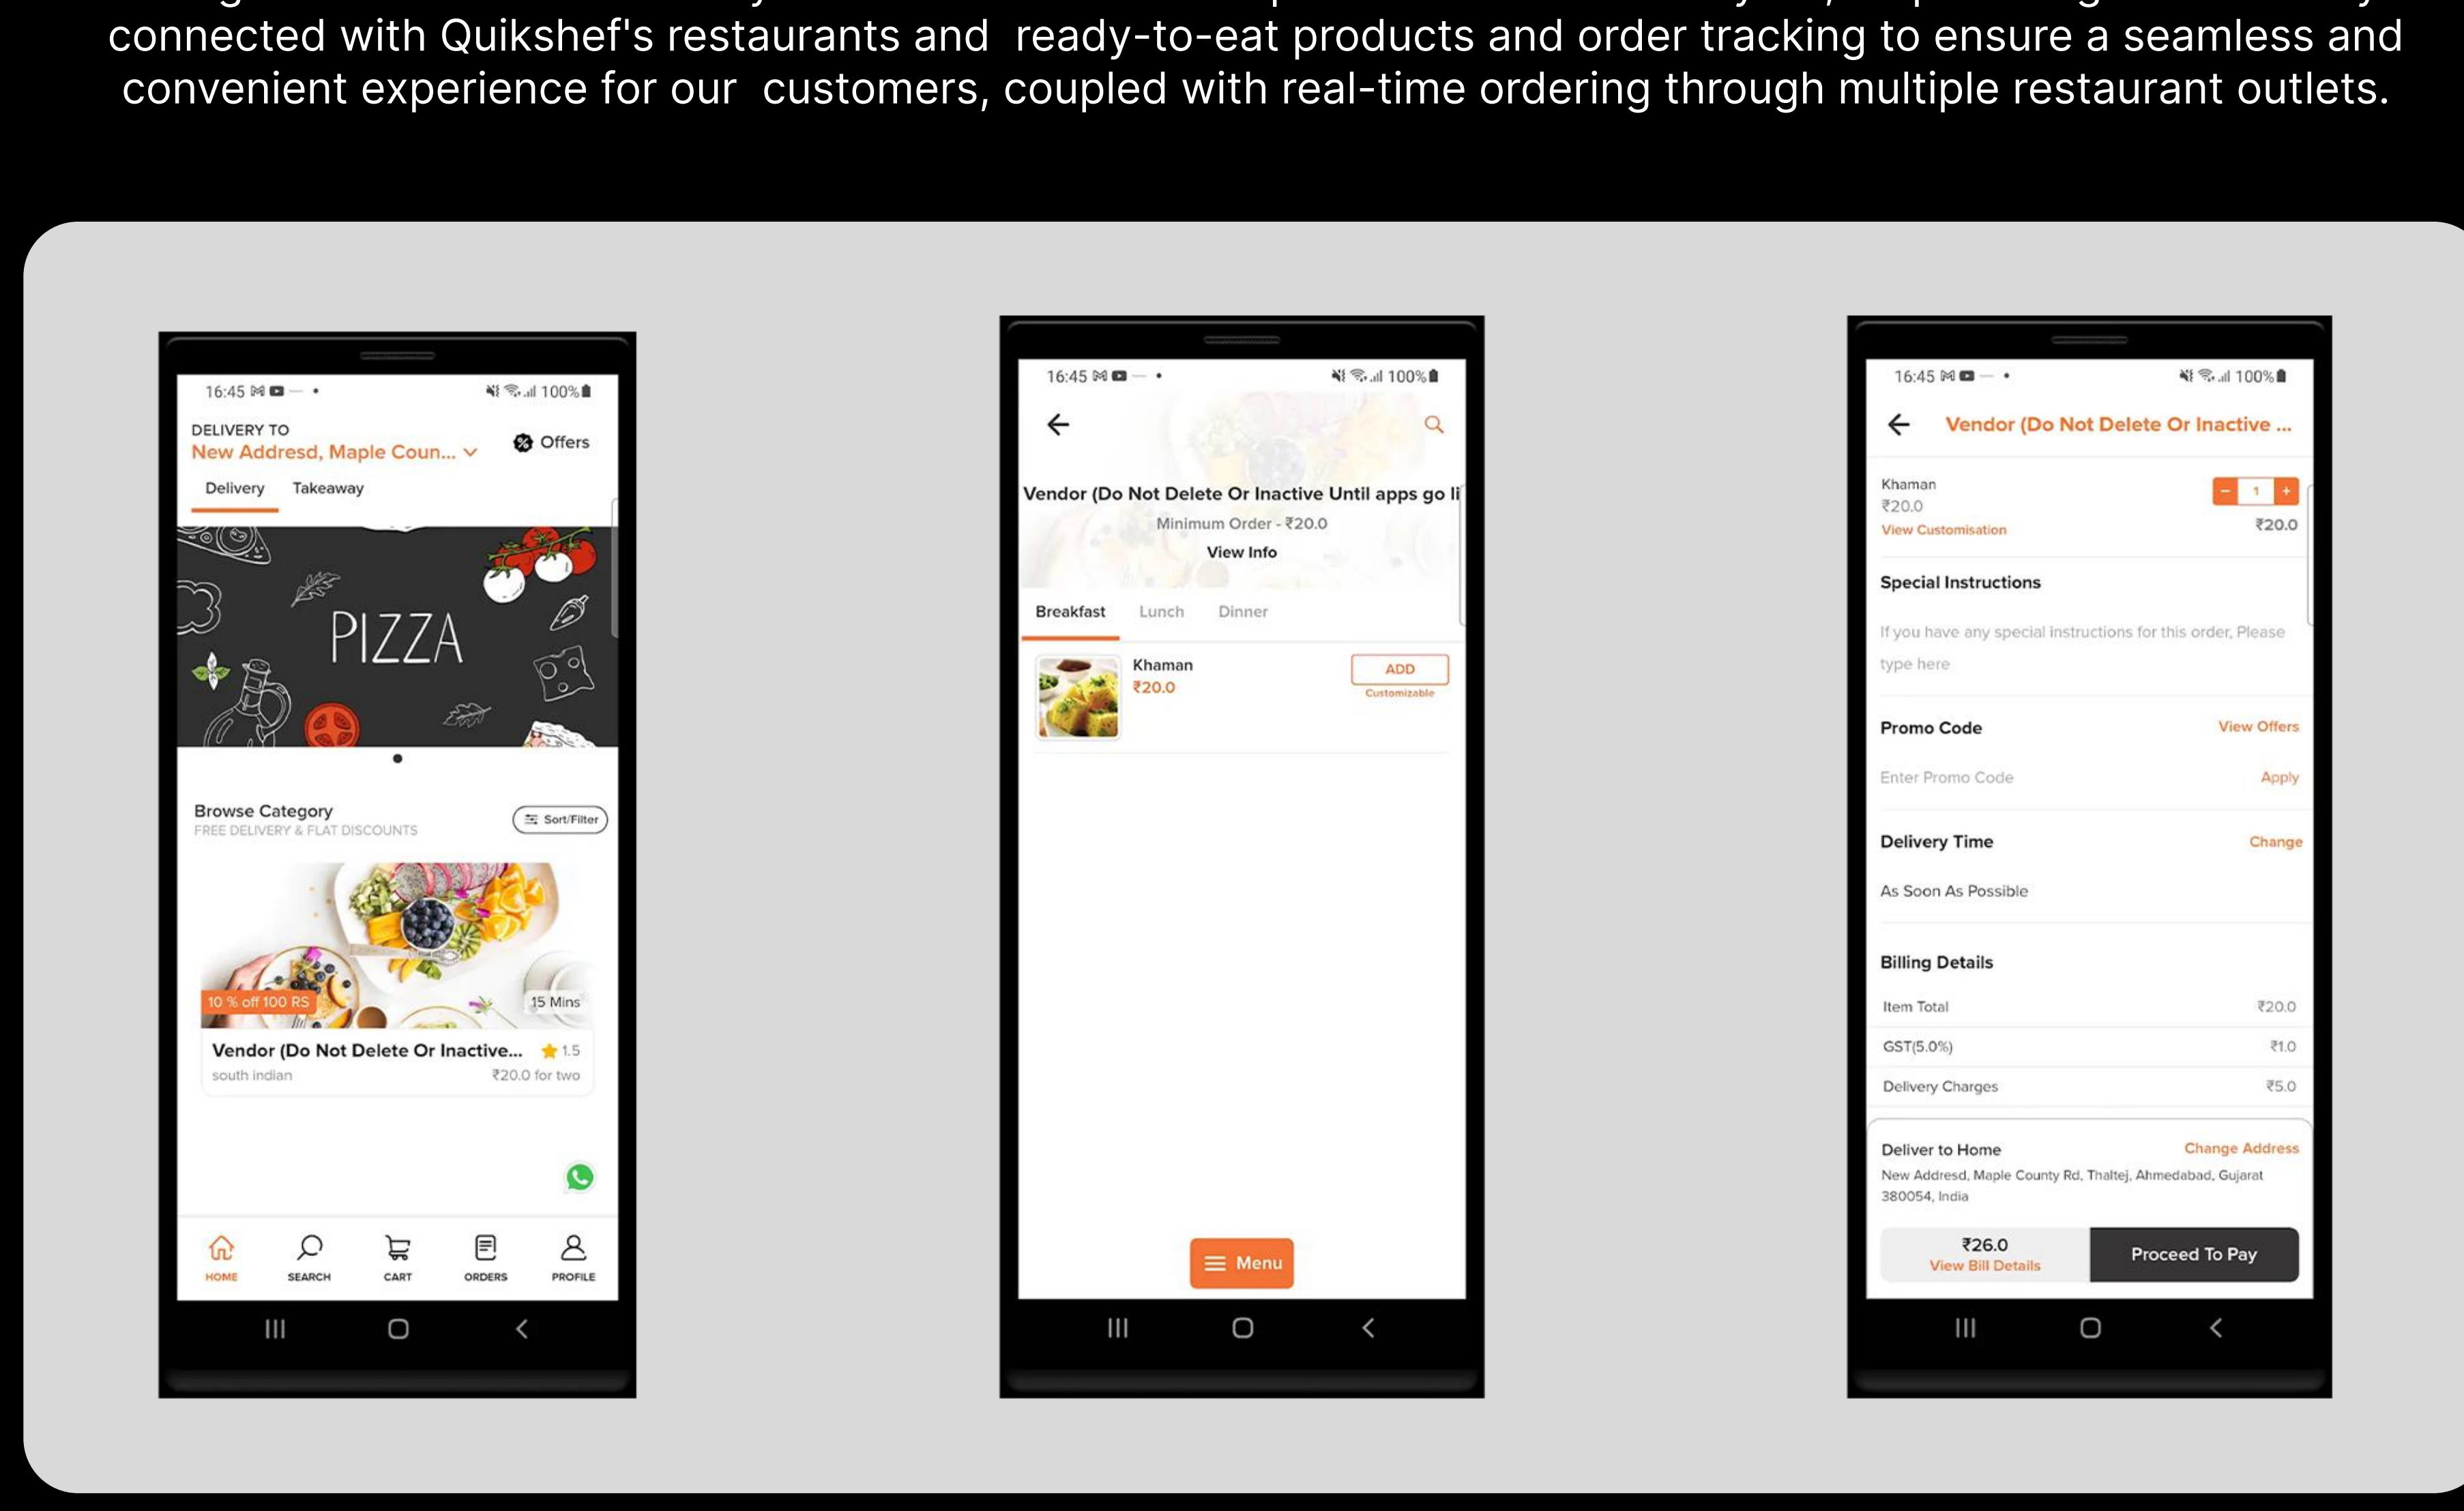 connected with Quikshef's restaurants and ready-to-eat products and order tracking to ensure a seamless and
convenient experience for our customers, coupled with real-time ordering through multiple restaurant outlets.
16:45
100%
DELIVERY TO
New Addresd, Maple Coun...
Offers
Delivery Takeaway
PIZZA
Browse Category
FREE DELIVERY & FLAT DISCOUNTS
Sort/Filter
10 % off 100 RS
15 Mins
Vendor (Do Not Delete Or Inactive... 1.5
south indian ₹20.0 for two
HOME SEARCH CART ORDERS PROFILE
16:45
100%
Vendor (Do Not Delete Or Inactive Until apps go li
Minimum Order - ₹20.0
View Info
Breakfast Lunch Dinner
Khaman
₹20.0
ADD
Customizable
Menu
16:45
100%
Vendor (Do Not Delete Or Inactive ...
Khaman
₹20.0
View Customisation
- 1 +
₹20.0
Special Instructions
If you have any special instructions for this order, Please
type here
Promo Code View Offers
Enter Promo Code Apply
Delivery Time Change
As Soon As Possible
Billing Details
Item Total ₹20.0
GST(5.0%) ₹1.0
Delivery Charges ₹5.0
Deliver to Home Change Address
New Addresd, Maple County Rd, Thaltej, Ahmedabad, Gujarat
380054, India
₹26.0
View Bill Details
Proceed To Pay